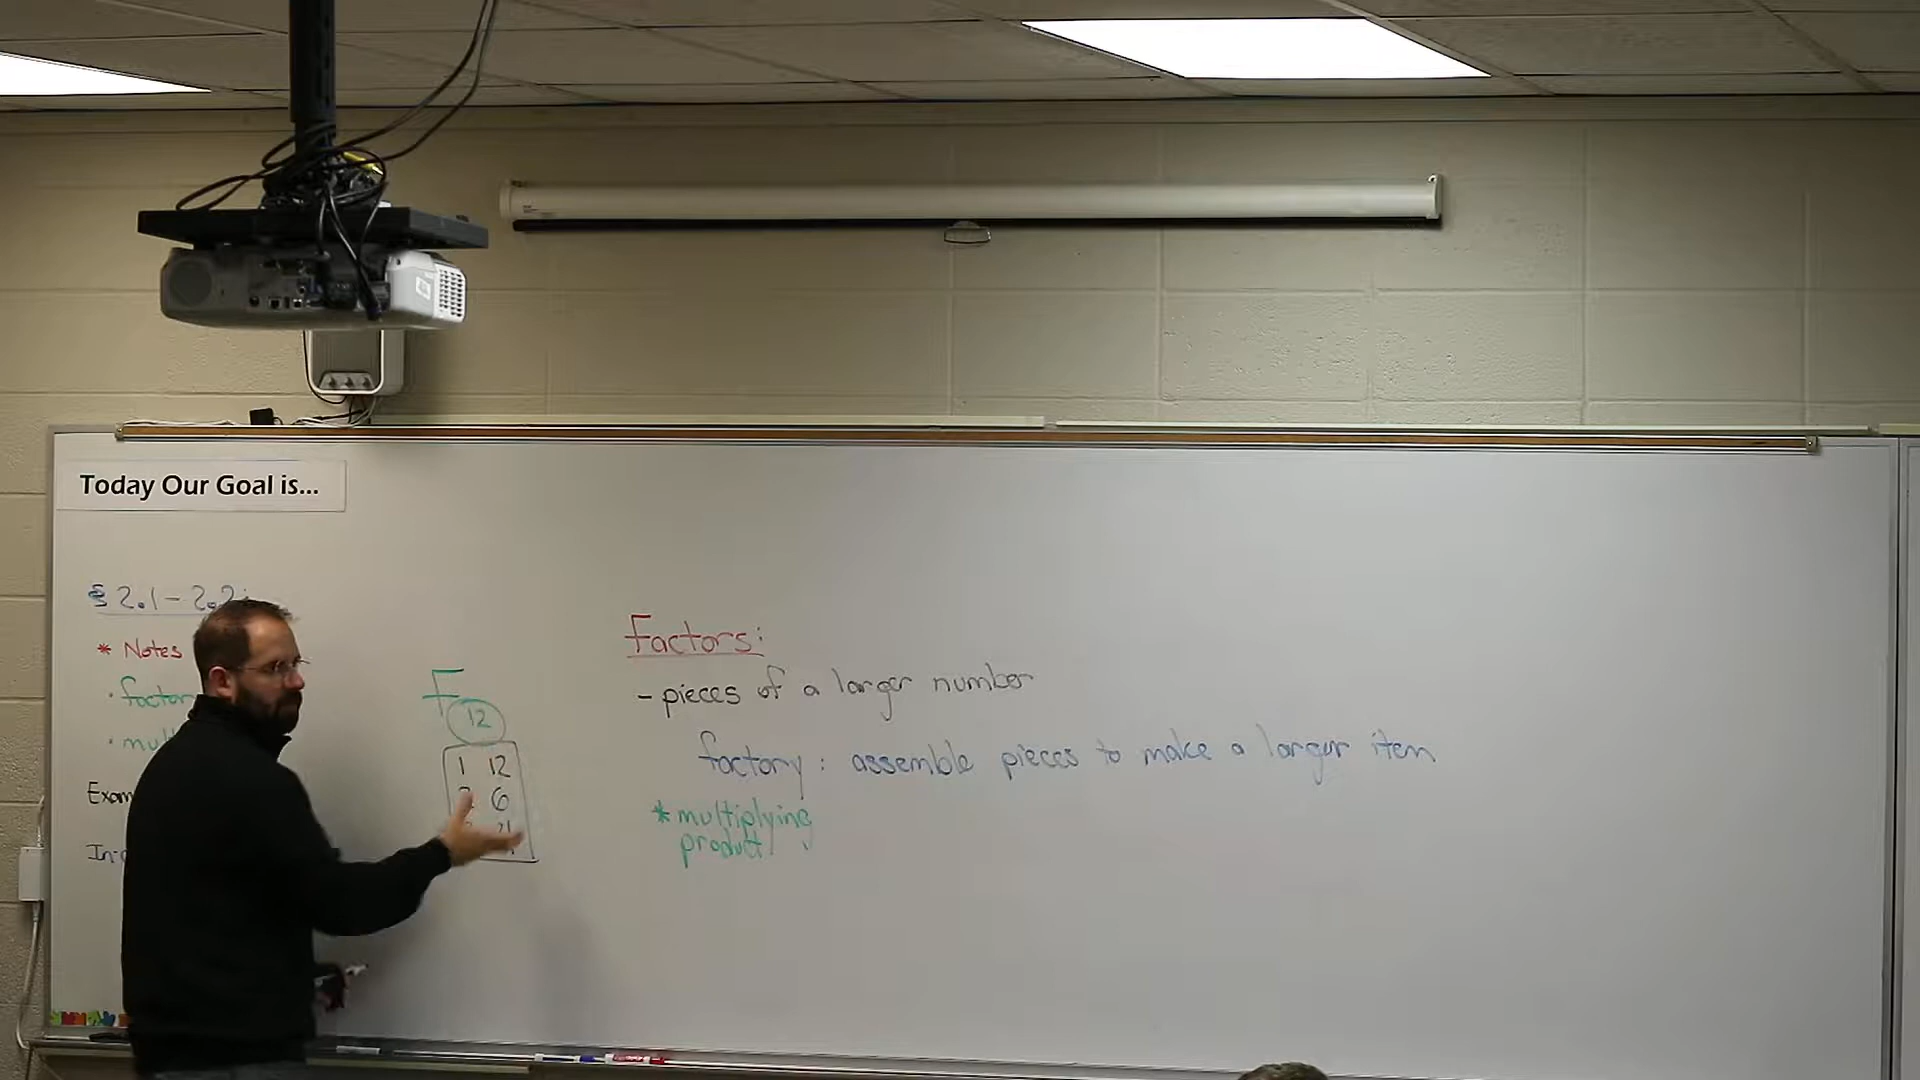 Today Our Goal is...
§ 2.1 - 2.2:
* Notes
F
12
1 12
6
Factors:
- pieces of a larger number
factory: assemble pieces to make a larger item
* multiplying
product